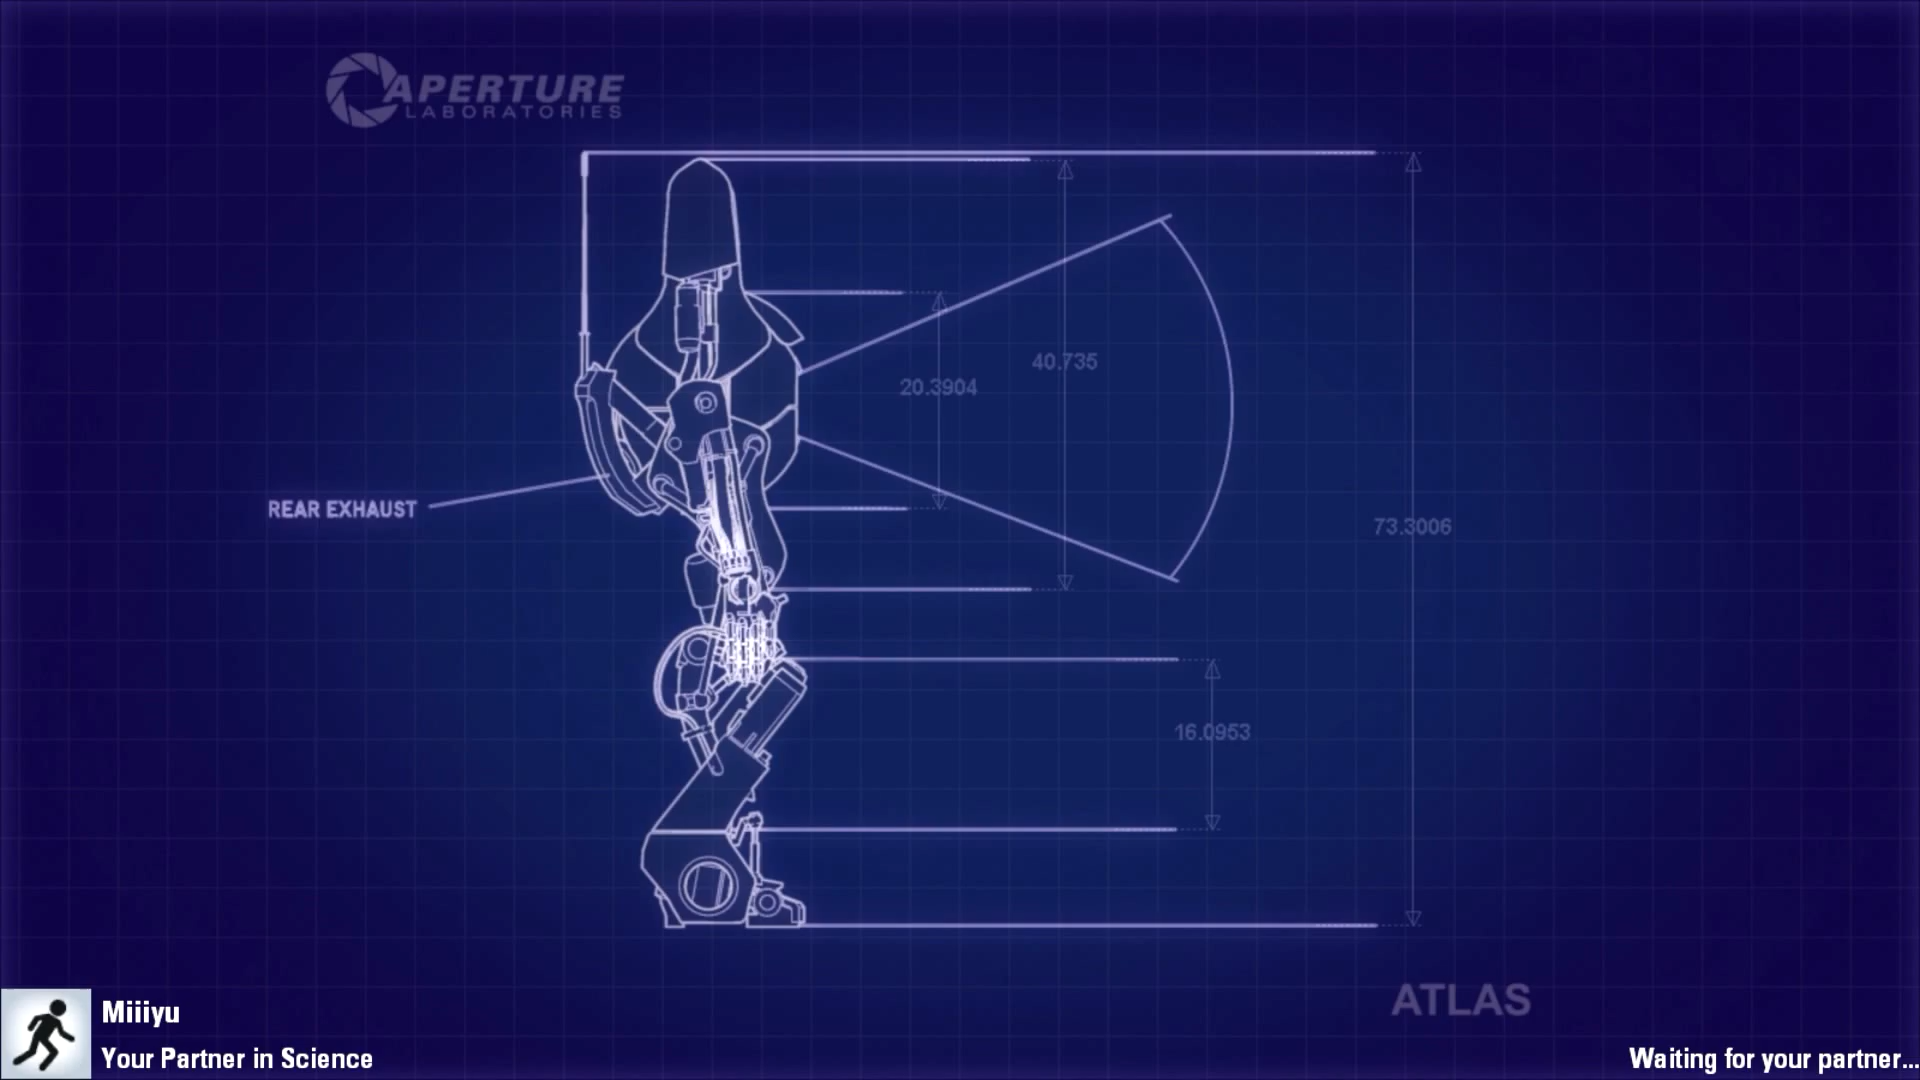 APERTURE
LABORATORIES
40.735
20.3904
REAR EXHAUST
73.3006
16.0953
ATLAS
Miiiyu
Your Partner in Science
Waiting for your partner...